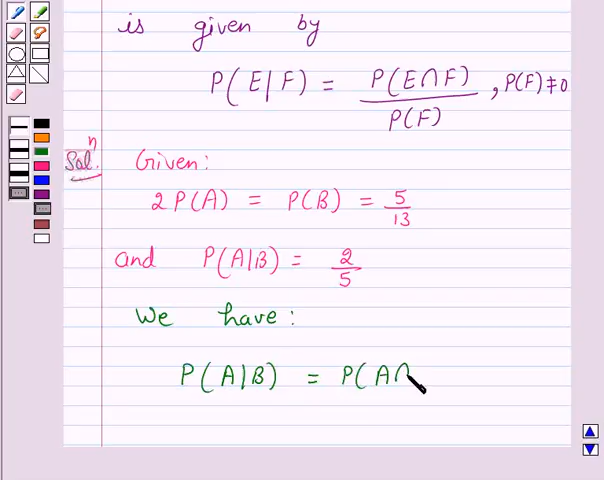 is given by
P(E|F) = P(E∩F)/P(F), P(F)≠0
Solⁿ. Given:
2P(A) = P(B) = 5/13
and P(A|B) = 2/5
We have:
P(A|B) = P(A∩